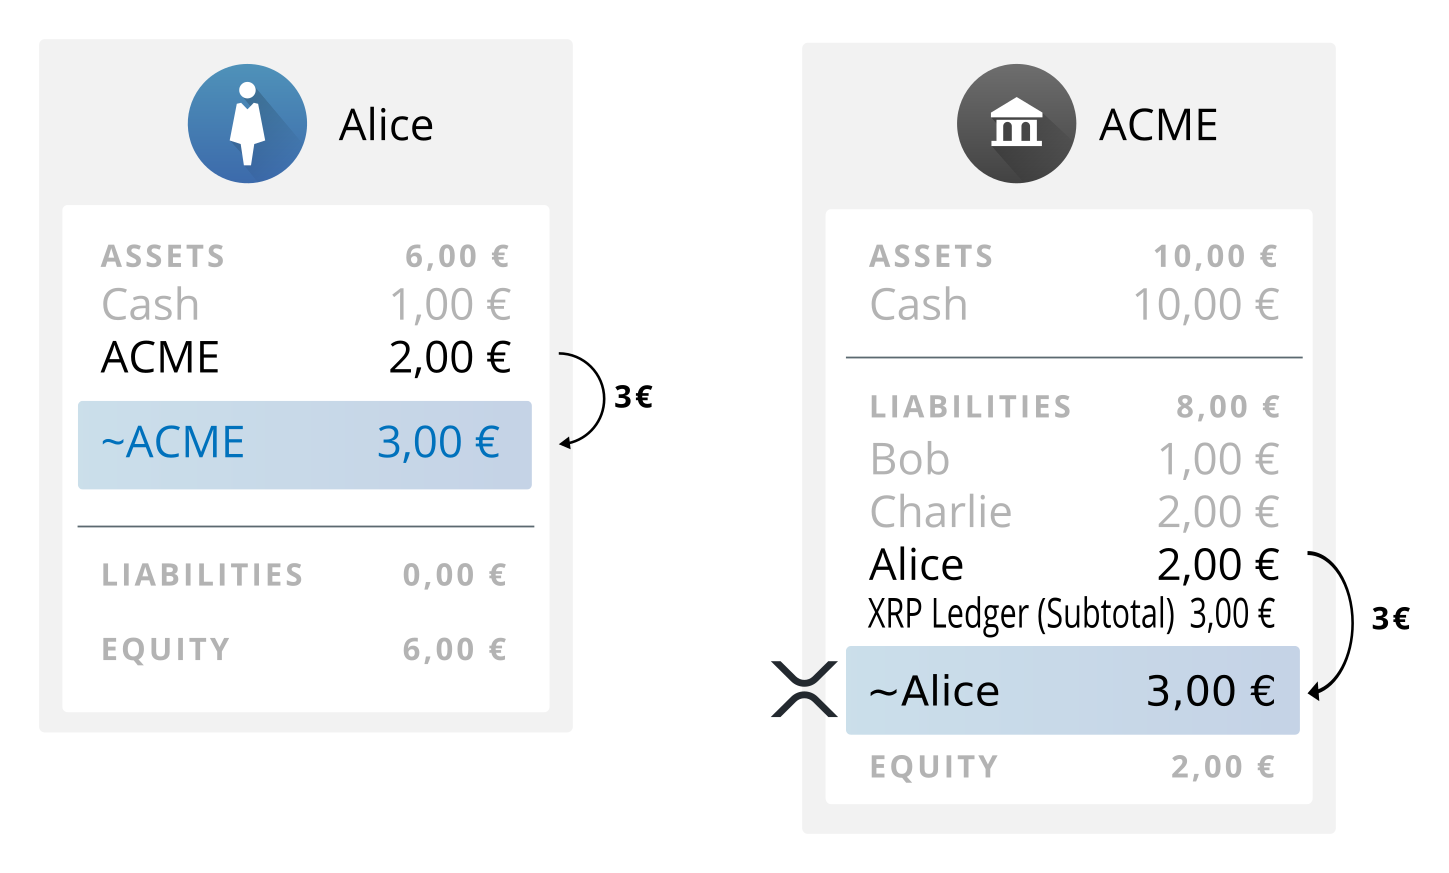 Alice
ASSETS 6,00 €
Cash 1,00 €
ACME 2,00 €
~ACME 3,00 €
3€
LIABILITIES 0,00 €
EQUITY 6,00 €
ACME
ASSETS 10,00 €
Cash 10,00 €
LIABILITIES 8,00 €
Bob 1,00 €
Charlie 2,00 €
Alice 2,00 €
XRP Ledger (Subtotal) 3,00 €
3€
~Alice 3,00 €
EQUITY 2,00 €